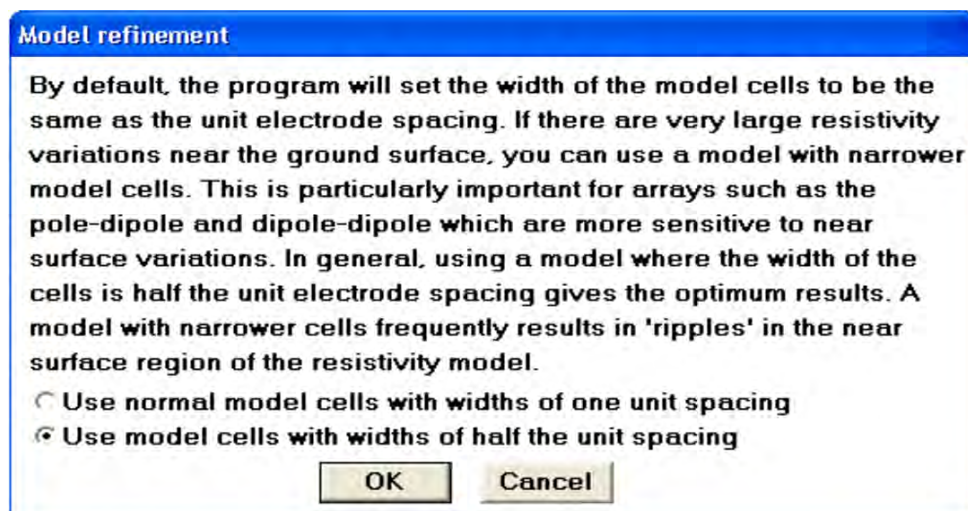 Model refinement
By default, the program will set the width of the model cells to be the
same as the unit electrode spacing. If there are very large resistivity
variations near the ground surface, you can use a model with narrower
model cells. This is particularly important for arrays such as the
pole-dipole and dipole-dipole which are more sensitive to near
surface variations. In general, using a model where the width of the
cells is half the unit electrode spacing gives the optimum results. A
model with narrower cells frequently results in 'ripples' in the near
surface region of the resistivity model.
Use normal model cells with widths of one unit spacing
Use model cells with widths of half the unit spacing
OK Cancel